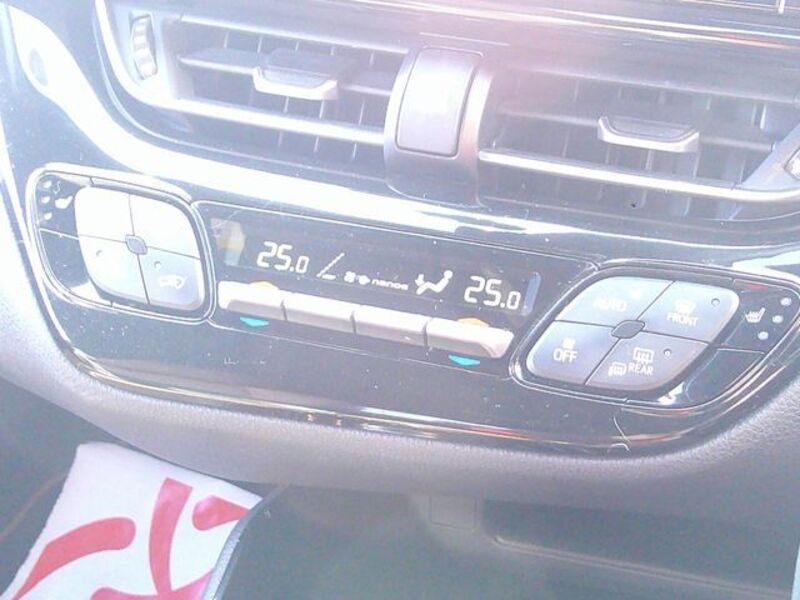 25.0 nanoe 25.0
AUTO FRONT
OFF REAR